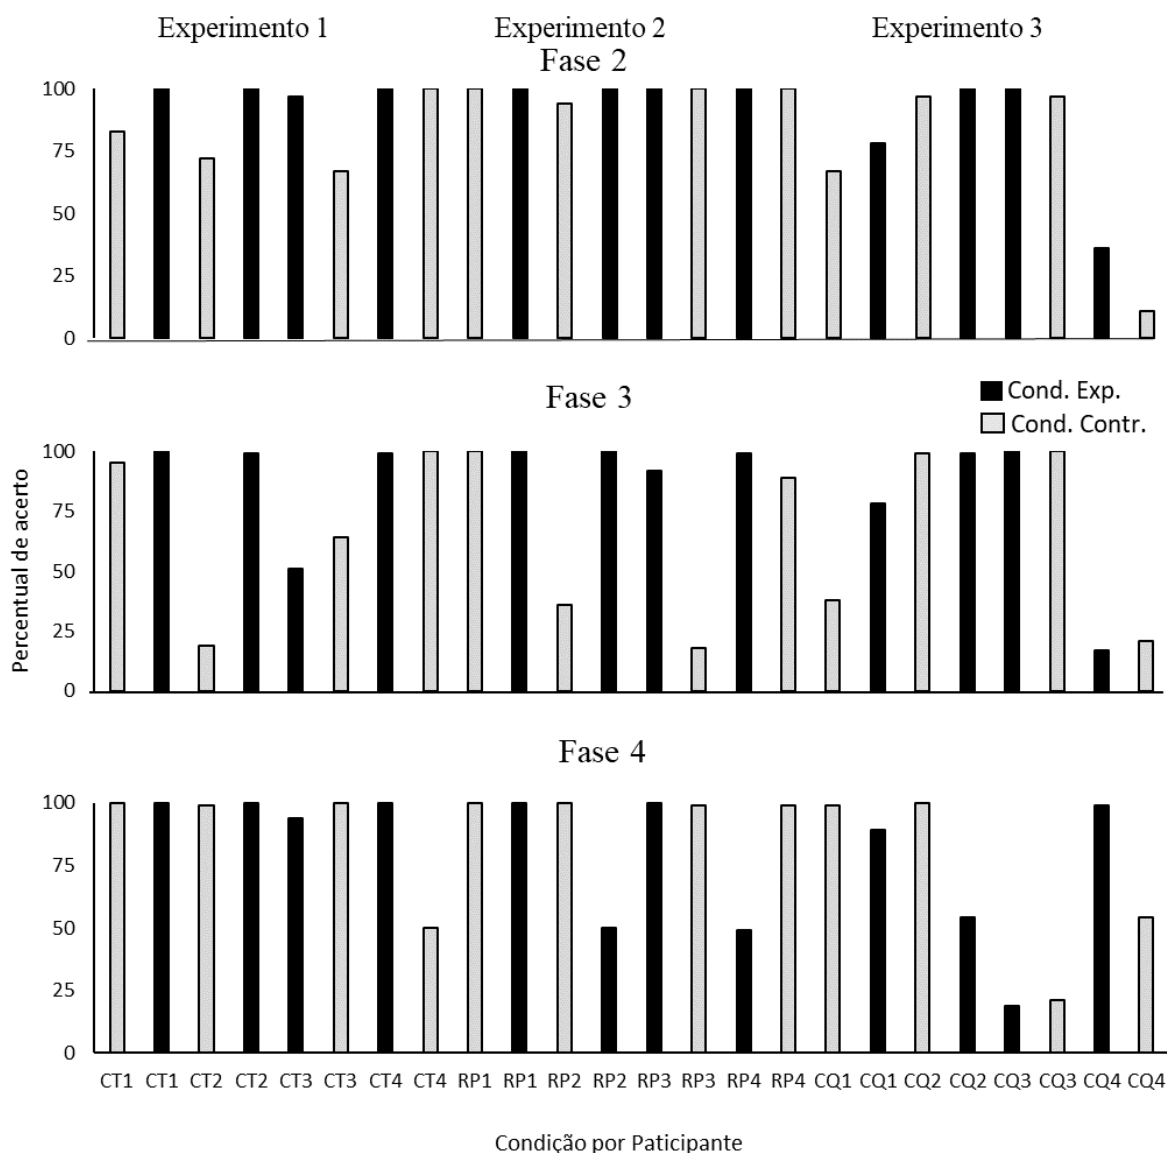 Experimento 1 Experimento 2 Experimento 3
Fase 2
100
75
50
25
0
Fase 3
Cond. Exp.
Cond. Contr.
Percentual de acerto
100
75
50
25
0
Fase 4
100
75
50
25
0
CT1 CT1 CT2 CT2 CT3 CT3 CT4 CT4 RP1 RP1 RP2 RP2 RP3 RP3 RP4 RP4 CQ1 CQ1 CQ2 CQ2 CQ3 CQ3 CQ4 CQ4
Condição por Paticipante